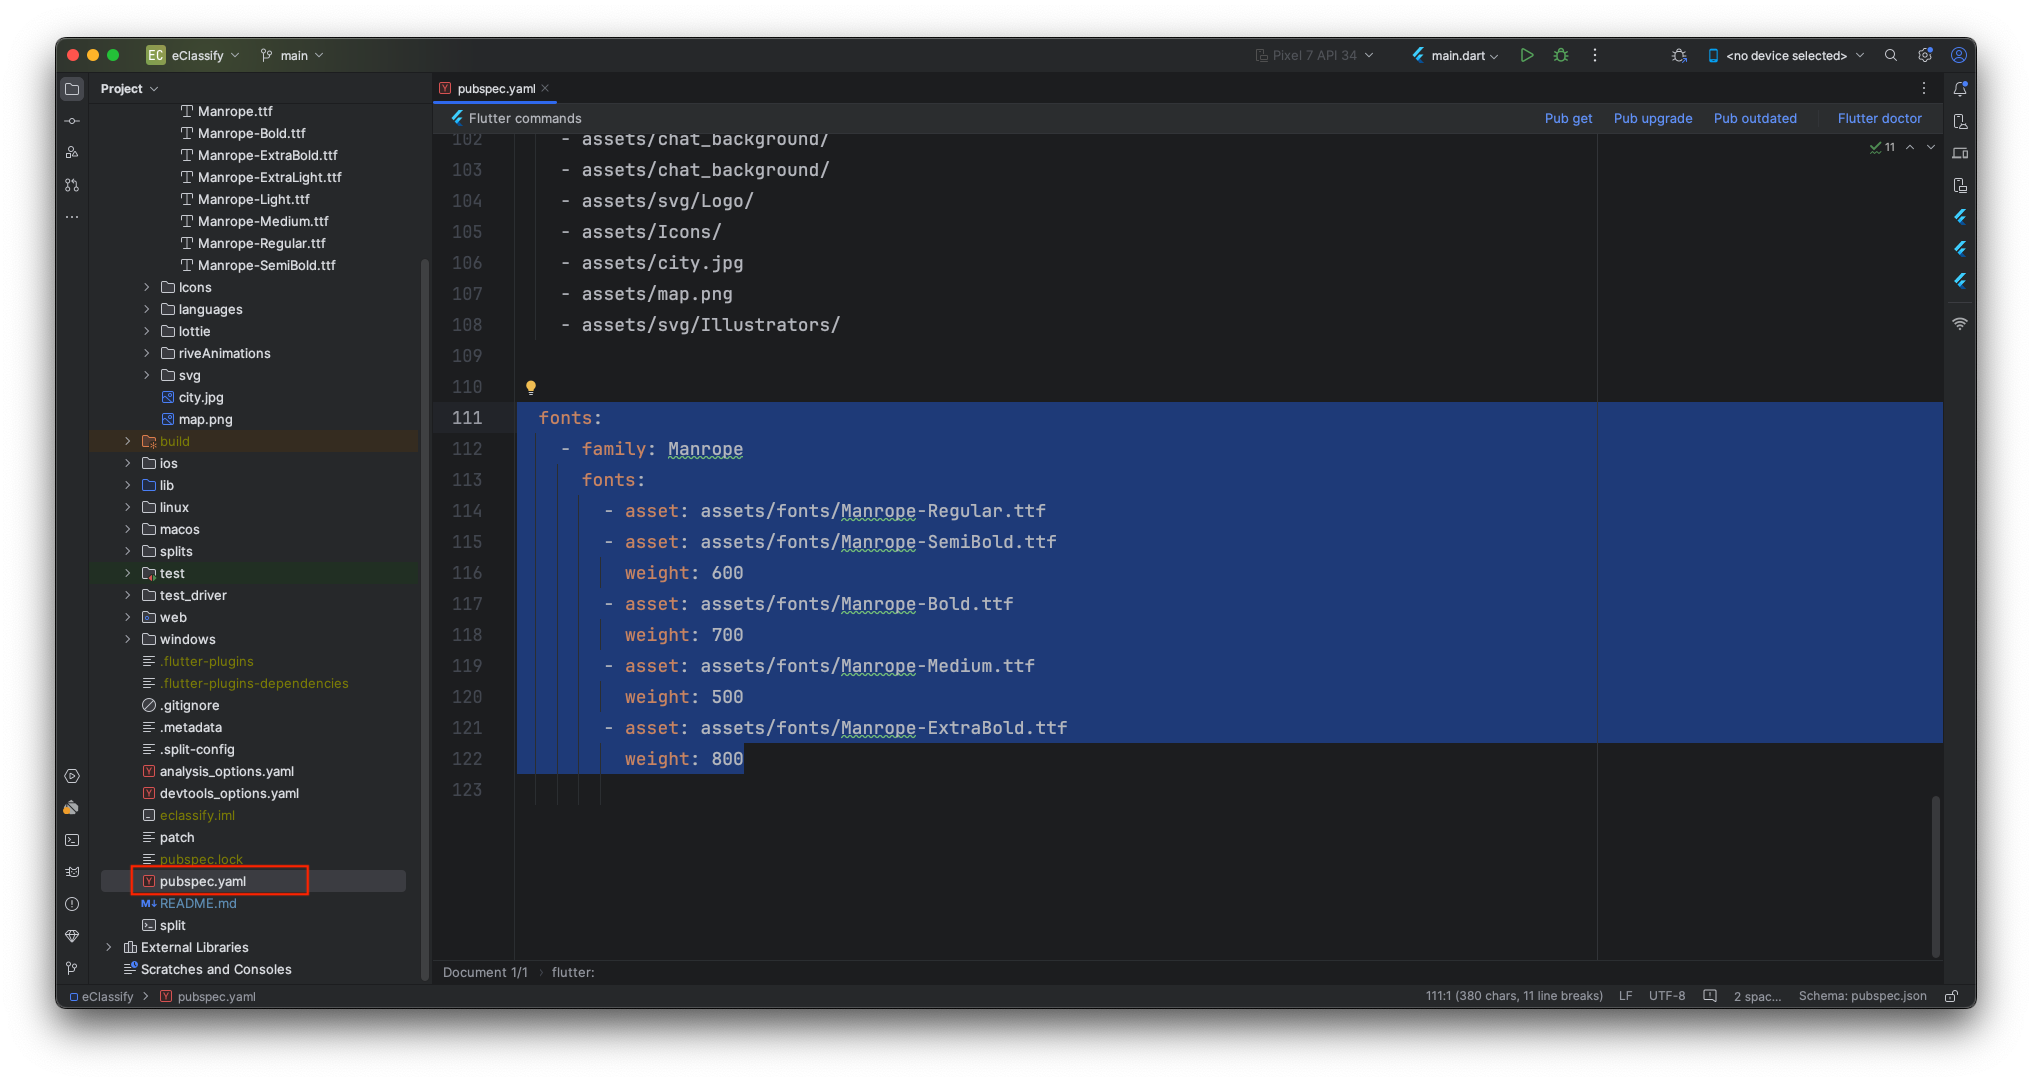 EC eClassify main
Pixel 7 API 34 main.dart <no device selected>
Project
Manrope.ttf
Manrope-Bold.ttf
Manrope-ExtraBold.ttf
Manrope-ExtraLight.ttf
Manrope-Light.ttf
Manrope-Medium.ttf
Manrope-Regular.ttf
Manrope-SemiBold.ttf
Icons
languages
lottie
riveAnimations
svg
city.jpg
map.png
build
ios
lib
linux
macos
splits
test
test_driver
web
windows
.flutter-plugins
.flutter-plugins-dependencies
.gitignore
.metadata
.split-config
analysis_options.yaml
devtools_options.yaml
eclassify.iml
patch
pubspec.lock
pubspec.yaml
README.md
split
External Libraries
Scratches and Consoles
pubspec.yaml
Flutter commands Pub get Pub upgrade Pub outdated Flutter doctor
11
102 - assets/chat_background/
103 - assets/chat_background/
104 - assets/svg/Logo/
105 - assets/Icons/
106 - assets/city.jpg
107 - assets/map.png
108 - assets/svg/Illustrators/
109
110
111 fonts:
112 - family: Manrope
113 fonts:
114 - asset: assets/fonts/Manrope-Regular.ttf
115 - asset: assets/fonts/Manrope-SemiBold.ttf
116 weight: 600
117 - asset: assets/fonts/Manrope-Bold.ttf
118 weight: 700
119 - asset: assets/fonts/Manrope-Medium.ttf
120 weight: 500
121 - asset: assets/fonts/Manrope-ExtraBold.ttf
122 weight: 800
123
Document 1/1 › flutter:
eClassify > pubspec.yaml
111:1 (380 chars, 11 line breaks) LF UTF-8 2 spac... Schema: pubspec.json